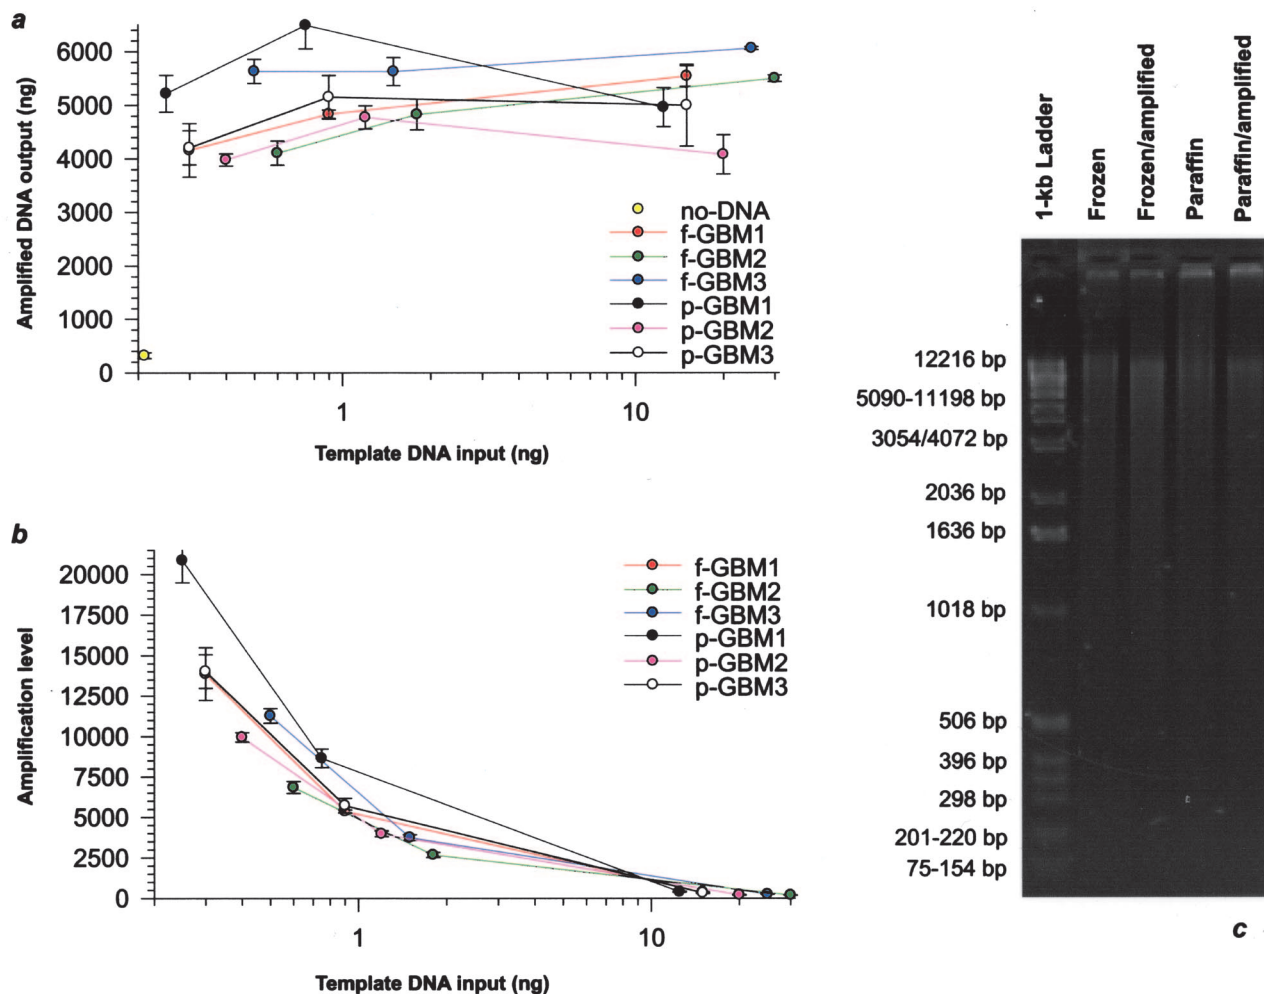 a
Amplified DNA output (ng)
6000
5000
4000
3000
2000
1000
0
no-DNA
f-GBM1
f-GBM2
f-GBM3
p-GBM1
p-GBM2
p-GBM3
1
10
Template DNA input (ng)
b
Amplification level
20000
17500
15000
12500
10000
7500
5000
2500
0
f-GBM1
f-GBM2
f-GBM3
p-GBM1
p-GBM2
p-GBM3
1
10
Template DNA input (ng)
1-kb Ladder
Frozen
Frozen/amplified
Paraffin
Paraffin/amplified
12216 bp
5090-11198 bp
3054/4072 bp
2036 bp
1636 bp
1018 bp
506 bp
396 bp
298 bp
201-220 bp
75-154 bp
c